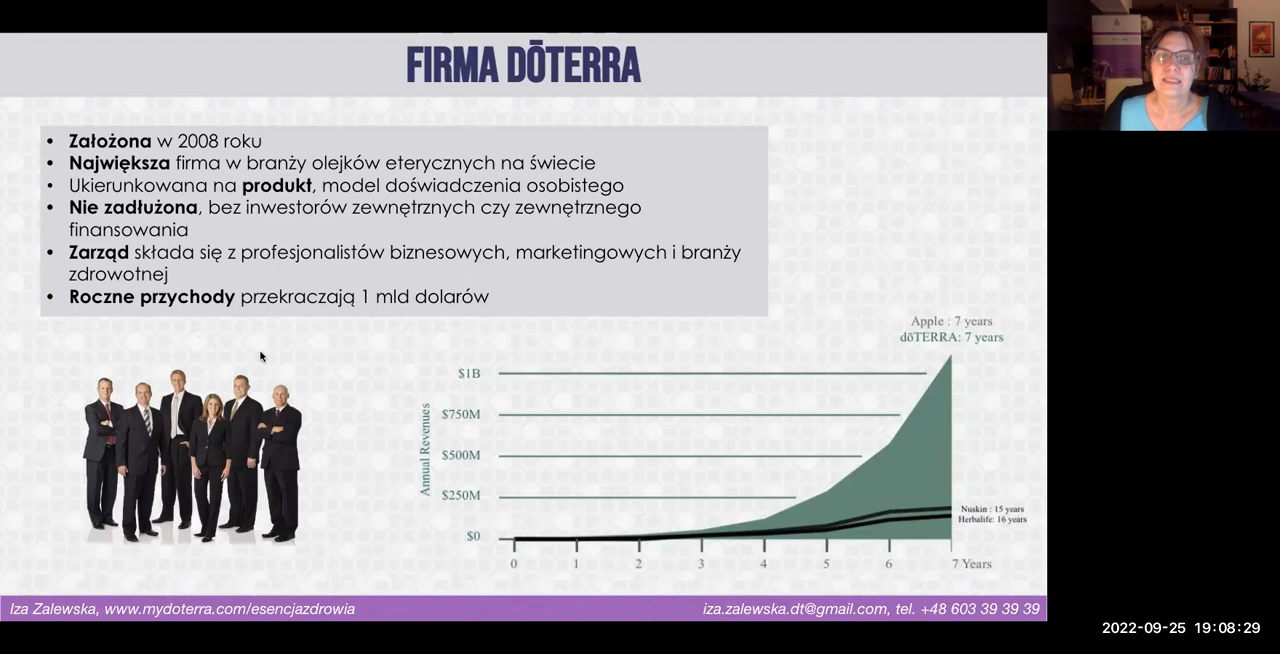 FIRMA DŌTERRA
• Założona w 2008 roku
• Największa firma w branży olejków eterycznych na świecie
• Ukierunkowana na produkt, model doświadczenia osobistego
• Nie zadłużona, bez inwestorów zewnętrznych czy zewnętrznego
finansowania
• Zarząd składa się z profesjonalistów biznesowych, marketingowych i branży
zdrowotnej
• Roczne przychody przekraczają 1 mld dolarów
Apple : 7 years
dōTERRA: 7 years
Annual Revenues
$1B
$750M
$500M
$250M
$0
Nuskin : 15 years
Herbalife: 16 years
0 1 2 3 4 5 6 7 Years
Iza Zalewska, www.mydoterra.com/esencjazdrowia
iza.zalewska.dt@gmail.com, tel. +48 603 39 39 39
2022-09-25 19:08:29